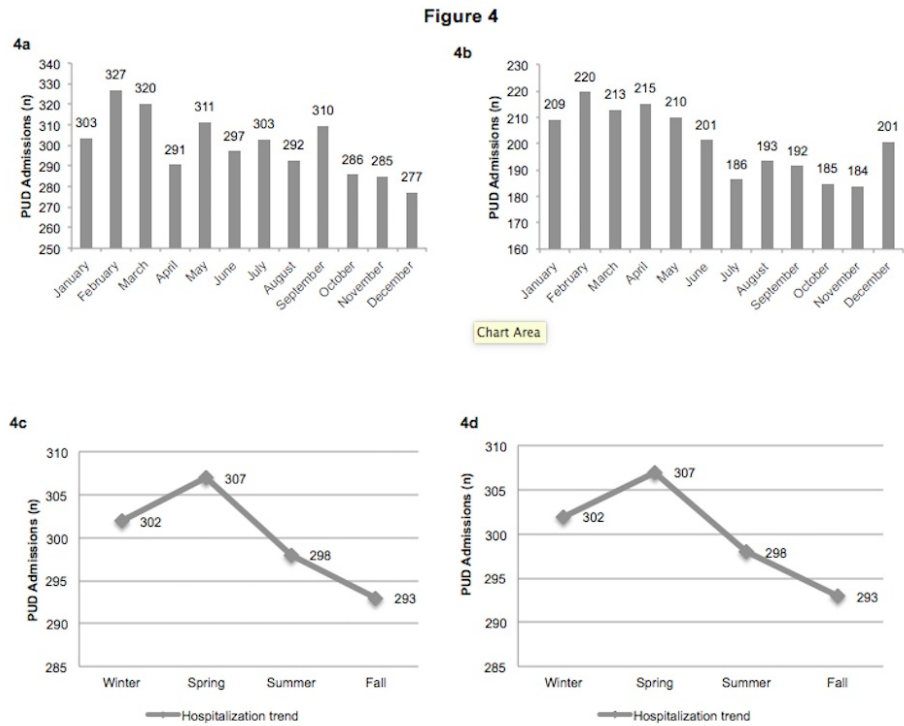 Figure 4
4a
PUD Admissions (n)
340
330
320
310
300
290
280
270
260
250
303
327
320
291
311
297
303
292
310
286
285
277
January
February
March
April
May
June
July
August
September
October
November
December
4b
PUD Admissions (n)
230
220
210
200
190
180
170
160
209
220
213
215
210
201
186
193
192
185
184
201
January
February
March
April
May
June
July
August
September
October
November
December
Chart Area
4c
PUD Admissions (n)
310
305
300
295
290
285
302
307
298
293
Winter
Spring
Summer
Fall
Hospitalization trend
4d
PUD Admissions (n)
310
305
300
295
290
285
302
307
298
293
Winter
Spring
Summer
Fall
Hospitalization trend